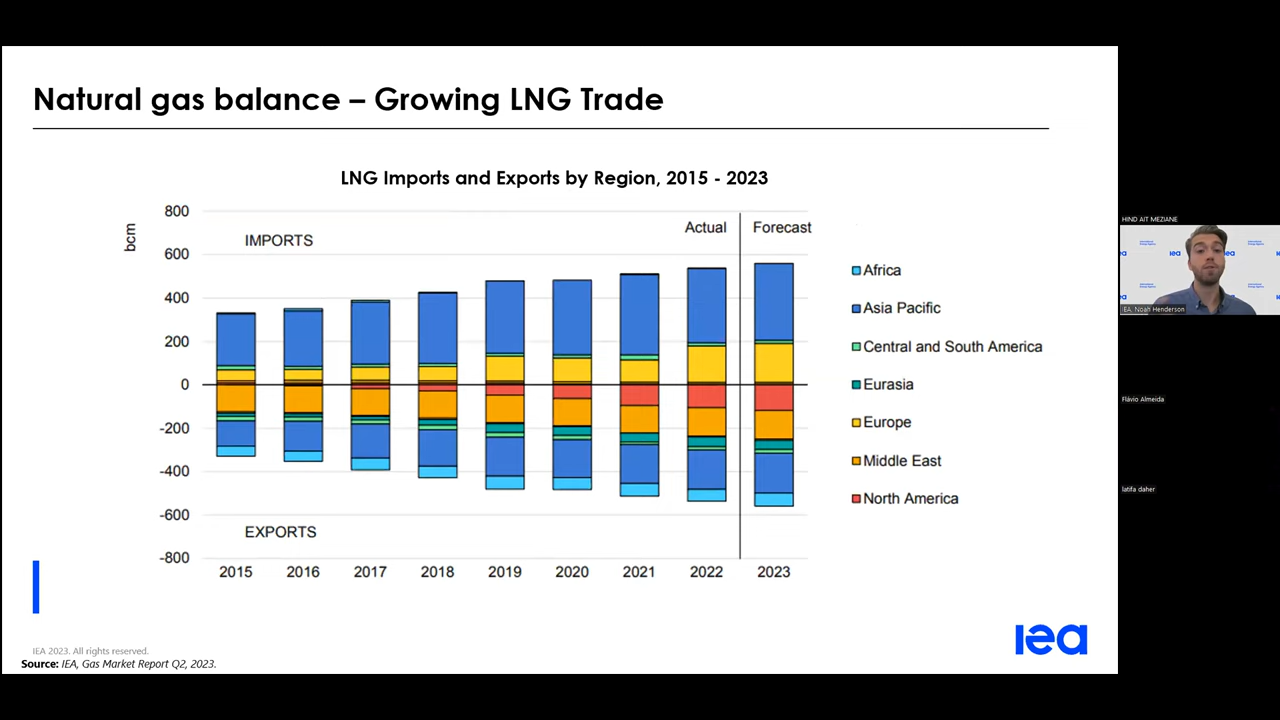 Natural gas balance – Growing LNG Trade
LNG Imports and Exports by Region, 2015 - 2023
bcm
800
600
400
200
0
-200
-400
-600
-800
IMPORTS
EXPORTS
Actual
Forecast
2015
2016
2017
2018
2019
2020
2021
2022
2023
Africa
Asia Pacific
Central and South America
Eurasia
Europe
Middle East
North America
IEA 2023. All rights reserved.
Source: IEA, Gas Market Report Q2, 2023.
iea
HIND AIT MEZIANE
IEA, Noah Henderson
Flávio Almeida
latifa daher